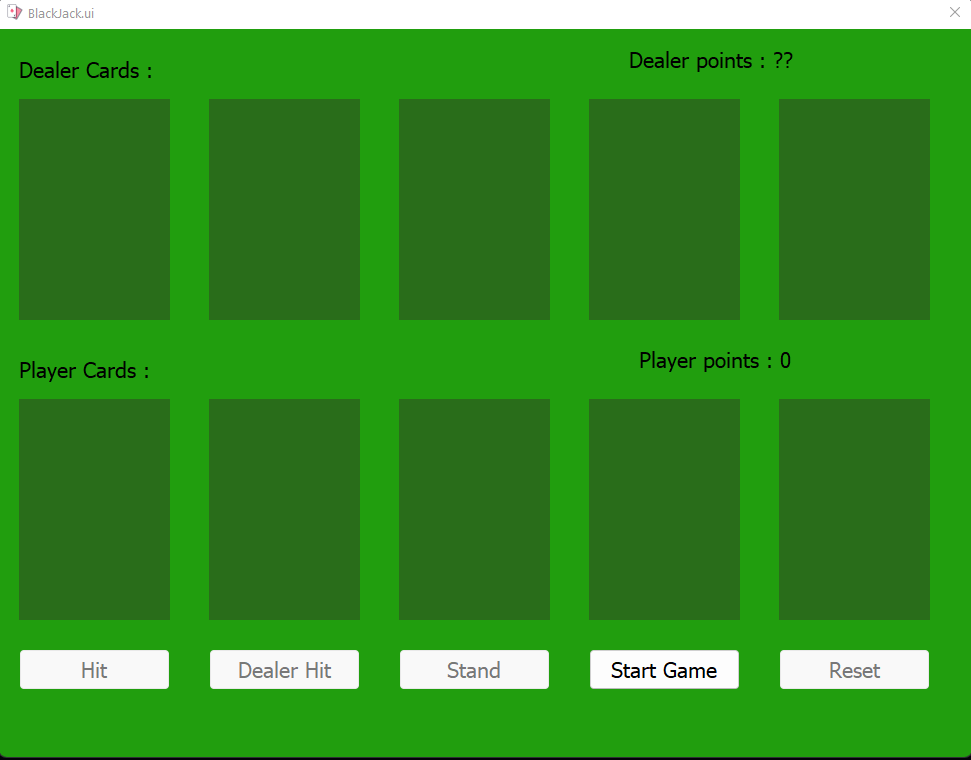 BlackJack.ui
Dealer Cards :
Dealer points : ??
Player Cards :
Player points : 0
Hit
Dealer Hit
Stand
Start Game
Reset